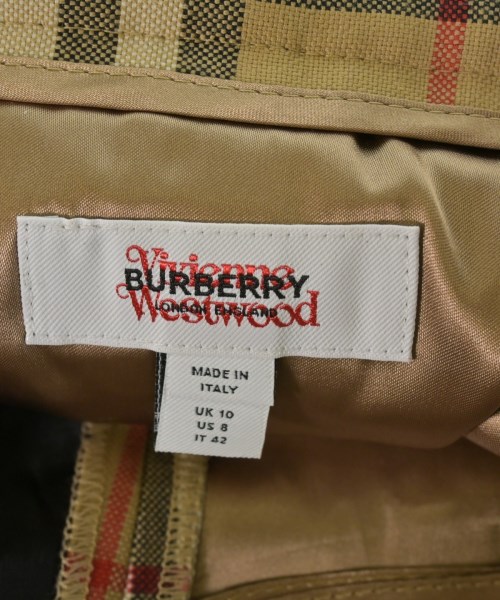 Vivienne
BURBERRY
LONDON ENGLAND
Westwood
MADE IN
ITALY
UK 10
US 8
IT 42